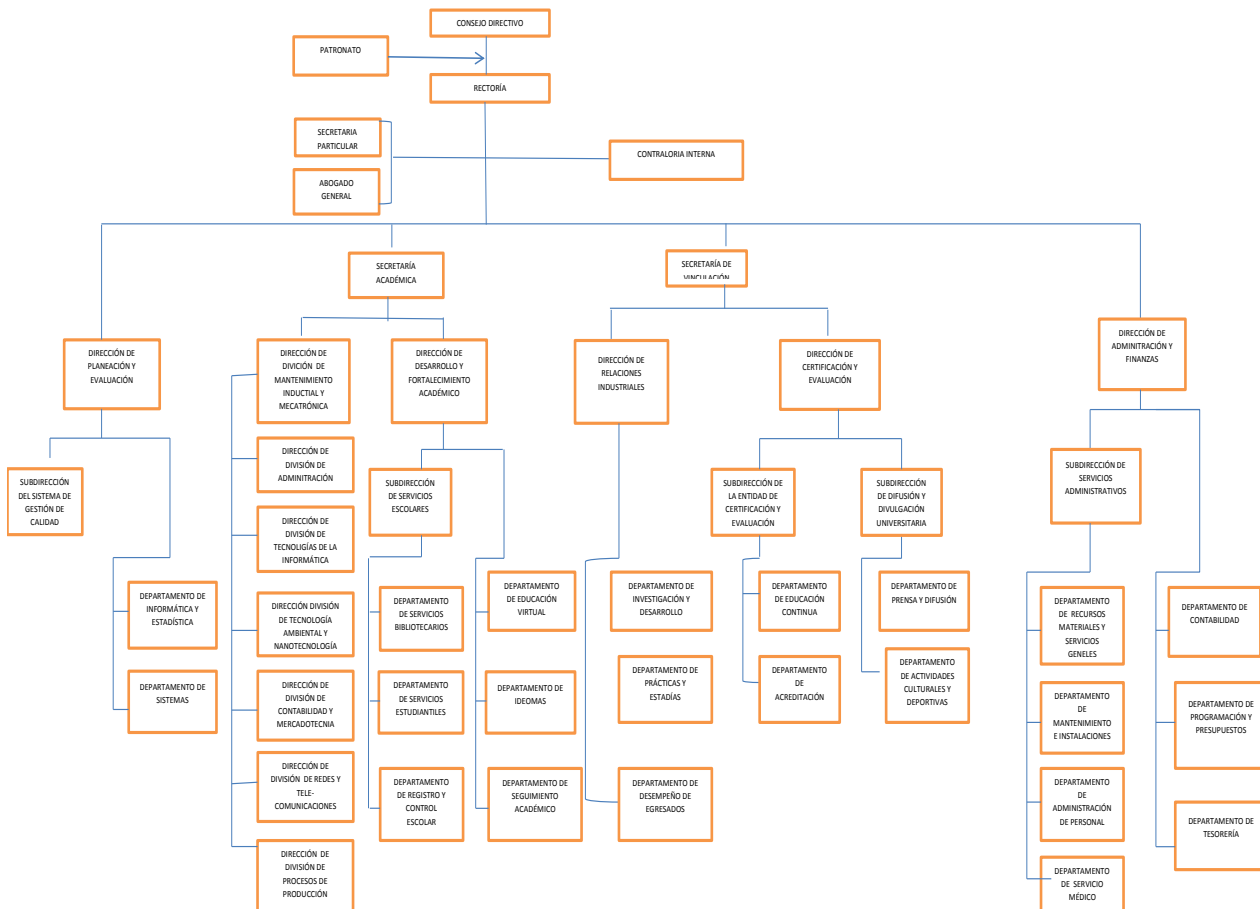 CONSEJO DIRECTIVO
PATRONATO
RECTORÍA
SECRETARIA
PARTICULAR
CONTRALORIA INTERNA
ABOGADO
GENERAL
SECRETARÍA
ACADÉMICA
SECRETARÍA DE
VINCULACIÓN
DIRECCIÓN DE
PLANEACIÓN Y
EVALUACIÓN
DIRECCIÓN DE
DIVISIÓN DE
MANTENIMIENTO
INDUCTIAL Y
MECATRÓNICA
DIRECCIÓN DE
DESARROLLO Y
FORTALECIMIENTO
ACADÉMICO
DIRECCIÓN DE
RELACIONES
INDUSTRIALES
DIRECCIÓN DE
CERTIFICACIÓN Y
EVALUACIÓN
DIRECCIÓN DE
ADMINITRACIÓN Y
FINANZAS
SUBDIRECCIÓN
DEL SISTEMA DE
GESTIÓN DE
CALIDAD
DIRECCIÓN DE
DIVISIÓN DE
ADMINITRACIÓN
SUBDIRECCIÓN
DE SERVICIOS
ESCOLARES
SUBDIRECCIÓN DE
LA ENTIDAD DE
CERTIFICACIÓN Y
EVALUACIÓN
SUBDIRECCIÓN
DE DIFUSIÓN Y
DIVULGACIÓN
UNIVERSITARIA
SUBDIRECCIÓN DE
SERVICIOS
ADMINISTRATIVOS
DIRECCIÓN DE
DIVISIÓN DE
TECNOLIGÍAS DE LA
INFORMÁTICA
DEPARTAMENTO DE
INFORMÁTICA Y
ESTADÍSTICA
DIRECCIÓN DIVISIÓN
DE TECNOLOGÍA
AMBIENTAL Y
NANOTECNOLOGÍA
DEPARTAMENTO
DE SERVICIOS
BIBLIOTECARIOS
DEPARTAMENTO
DE EDUCACIÓN
VIRTUAL
DEPARTAMENTO DE
INVESTIGACIÓN Y
DESARROLLO
DEPARTAMENTO
DE EDUCACIÓN
CONTINUA
DEPARTAMENTO DE
PRENSA Y DIFUSIÓN
DEPARTAMENTO
DE RECURSOS
MATERIALES Y
SERVICIOS
GENELES
DEPARTAMENTO DE
CONTABILIDAD
DEPARTAMENTO DE
SISTEMAS
DIRECCIÓN DE
DIVISIÓN DE
CONTABILIDAD Y
MERCADOTECNIA
DEPARTAMENTO
DE SERVICIOS
ESTUDIANTILES
DEPARTAMENTO DE
IDEOMAS
DEPARTAMENTO DE
PRÁCTICAS Y
ESTADÍAS
DEPARTAMENTO
DE
ACREDITACIÓN
DEPARTAMENTO
DE ACTIVIDADES
CULTURALES Y
DEPORTIVAS
DEPARTAMENTO
DE
MANTENIMIENTO
E INSTALACIONES
DEPARTAMENTO DE
PROGRAMACIÓN Y
PRESUPUESTOS
DIRECCIÓN DE
DIVISIÓN DE REDES Y
TELE-
COMUNICACIONES
DEPARTAMENTO
DE REGISTRO Y
CONTROL
ESCOLAR
DEPARTAMENTO DE
SEGUIMIENTO
ACADÉMICO
DEPARTAMENTO DE
DESEMPEÑO DE
EGRESADOS
DEPARTAMENTO
DE
ADMINISTRACIÓN
DE PERSONAL
DEPARTAMENTO DE
TESORERÍA
DIRECCIÓN DE
DIVISIÓN DE
PROCESOS DE
PRODUCCIÓN
DEPARTAMENTO
DE SERVICIO
MÉDICO